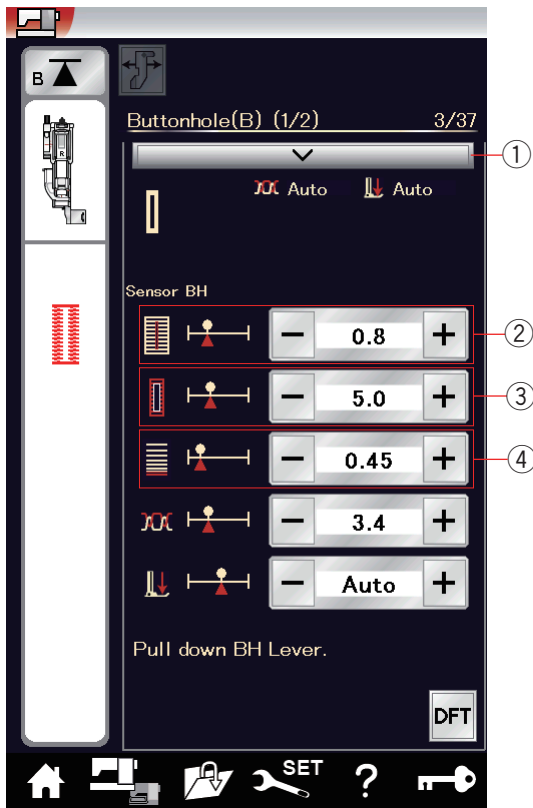 B
R
Buttonhole(B) (1/2) 3/37
①
Auto Auto
Sensor BH
− 0.8 + ②
− 5.0 + ③
− 0.45 + ④
− 3.4 +
− Auto +
Pull down BH Lever.
DFT
SET ?